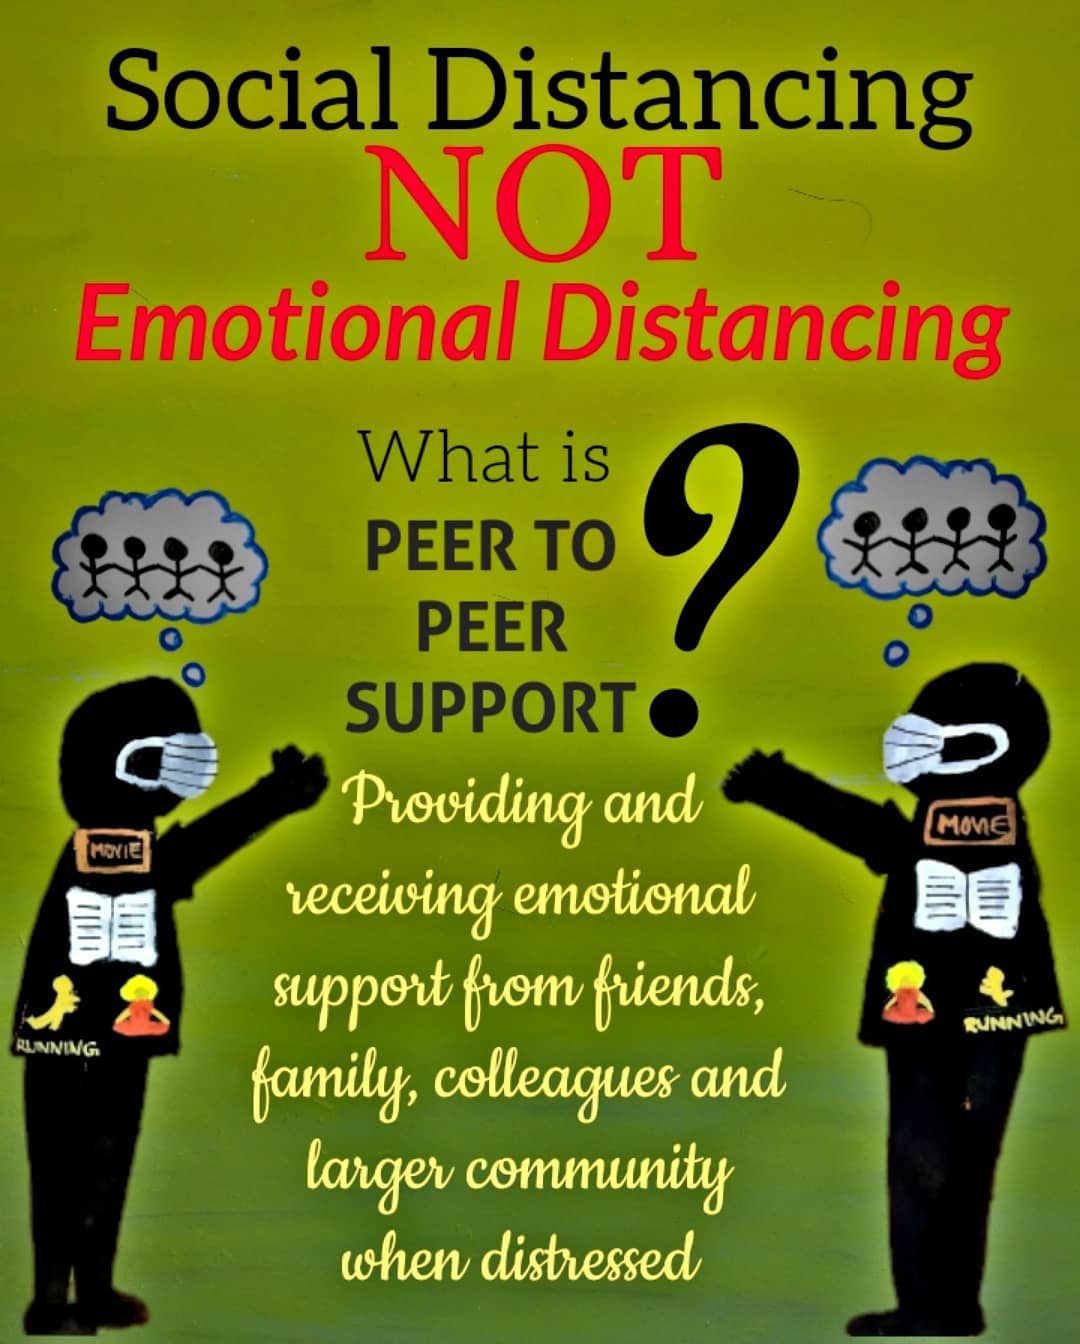 Social Distancing
NOT
Emotional Distancing
What is
PEER TO
PEER
SUPPORT?
Providing and
receiving emotional
support from friends,
family, colleagues and
larger community
when distressed
MOVIE
RUNNING
MOVIE
RUNNING